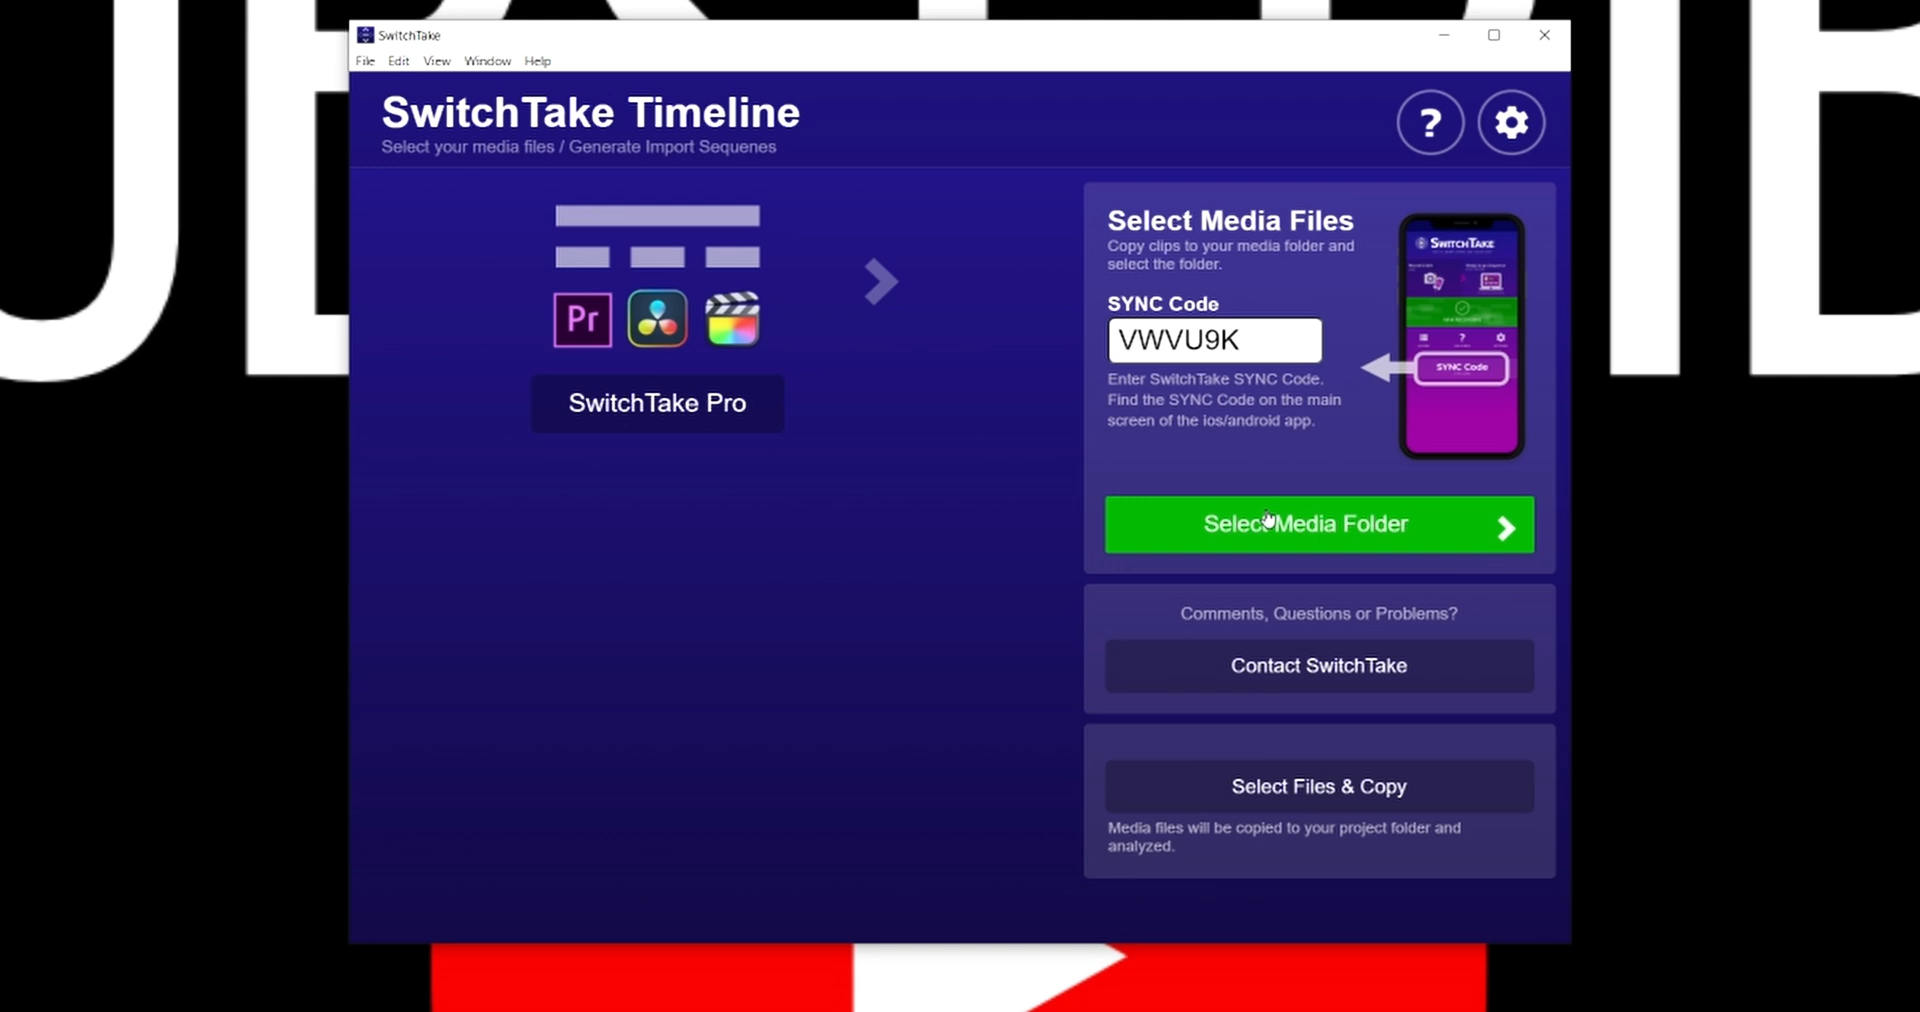 SwitchTake
File Edit View Window Help
SwitchTake Timeline
Select your media files / Generate Import Sequenes
?
Pr
SwitchTake Pro
Select Media Files
Copy clips to your media folder and
select the folder.
SYNC Code
VWVU9K
Enter SwitchTake SYNC Code.
Find the SYNC Code on the main
screen of the ios/android app.
SWITCHTAKE
SYNC Code
Select Media Folder
Comments, Questions or Problems?
Contact SwitchTake
Select Files & Copy
Media files will be copied to your project folder and
analyzed.